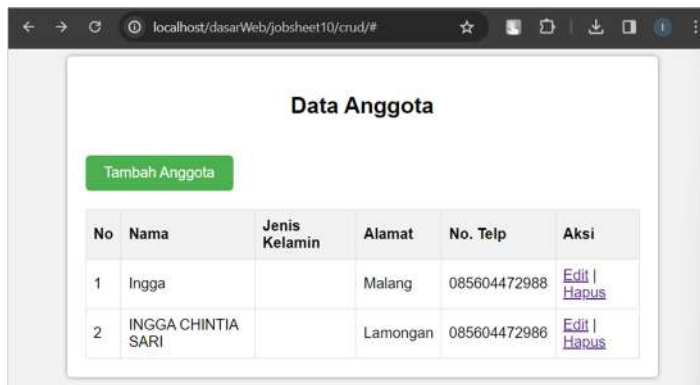 localhost/dasarWeb/jobsheet10/crud/#
Data Anggota
Tambah Anggota
No Nama Jenis Kelamin Alamat No. Telp Aksi
1 Ingga Malang 085604472988 Edit | Hapus
2 INGGA CHINTIA SARI Lamongan 085604472986 Edit | Hapus